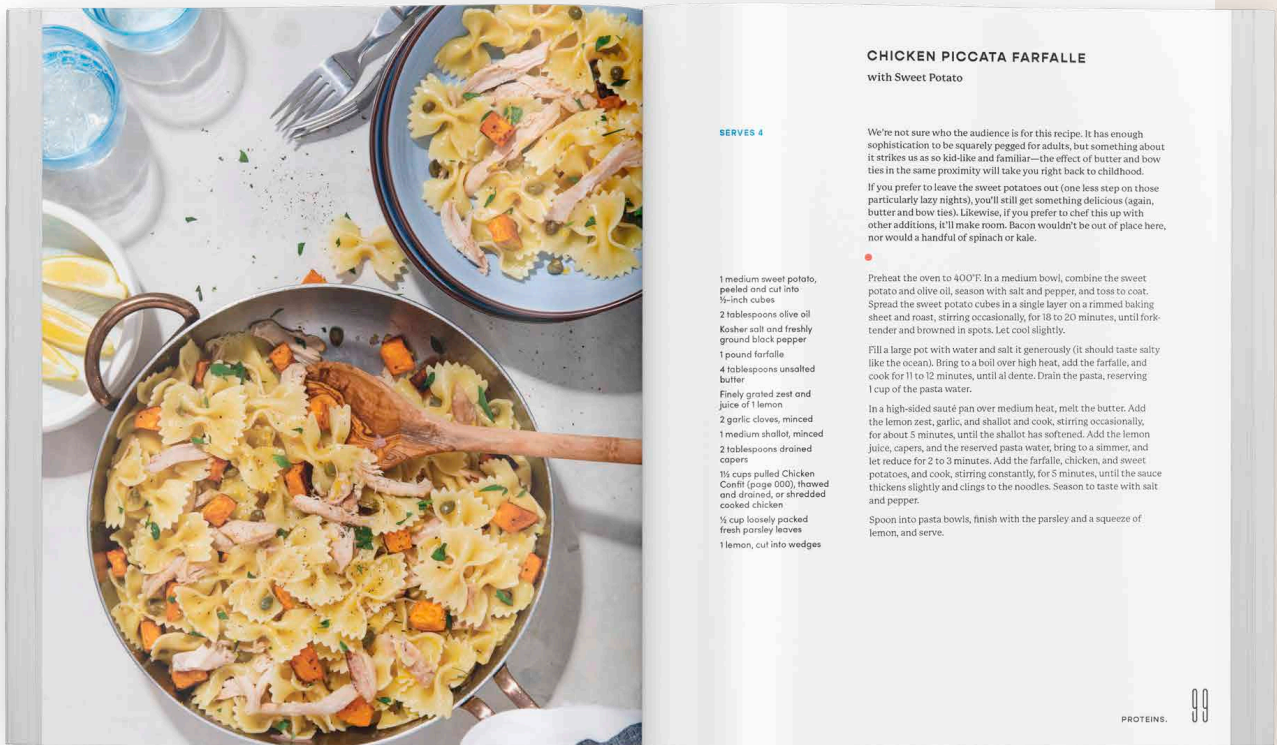 CHICKEN PICCATA FARFALLE
with Sweet Potato
SERVES 4
We're not sure who the audience is for this recipe. It has enough
sophistication to be squarely pegged for adults, but something about
it strikes us as so kid-like and familiar—the effect of butter and bow
ties in the same proximity will take you right back to childhood.
If you prefer to leave the sweet potatoes out (one less step on those
particularly lazy nights), you'll still get something delicious (again,
butter and bow ties). Likewise, if you prefer to chef this up with
other additions, it'll make room. Bacon wouldn't be out of place here,
nor would a handful of spinach or kale.
1 medium sweet potato,
peeled and cut into
½-inch cubes
2 tablespoons olive oil
Kosher salt and freshly
ground black pepper
1 pound farfalle
4 tablespoons unsalted
butter
Finely grated zest and
juice of 1 lemon
2 garlic cloves, minced
1 medium shallot, minced
2 tablespoons drained
capers
1½ cups pulled Chicken
Confit (page 000), thawed
and drained, or shredded
cooked chicken
½ cup loosely packed
fresh parsley leaves
1 lemon, cut into wedges
Preheat the oven to 400°F. In a medium bowl, combine the sweet
potato and olive oil, season with salt and pepper, and toss to coat.
Spread the sweet potato cubes in a single layer on a rimmed baking
sheet and roast, stirring occasionally, for 18 to 20 minutes, until fork-
tender and browned in spots. Let cool slightly.
Fill a large pot with water and salt it generously (it should taste salty
like the ocean). Bring to a boil over high heat, add the farfalle, and
cook for 11 to 12 minutes, until al dente. Drain the pasta, reserving
1 cup of the pasta water.
In a high-sided sauté pan over medium heat, melt the butter. Add
the lemon zest, garlic, and shallot and cook, stirring occasionally,
for about 5 minutes, until the shallot has softened. Add the lemon
juice, capers, and the reserved pasta water, bring to a simmer, and
let reduce for 2 to 3 minutes. Add the farfalle, chicken, and sweet
potatoes, and cook, stirring constantly, for 5 minutes, until the sauce
thickens slightly and clings to the noodles. Season to taste with salt
and pepper.
Spoon into pasta bowls, finish with the parsley and a squeeze of
lemon, and serve.
PROTEINS.
99